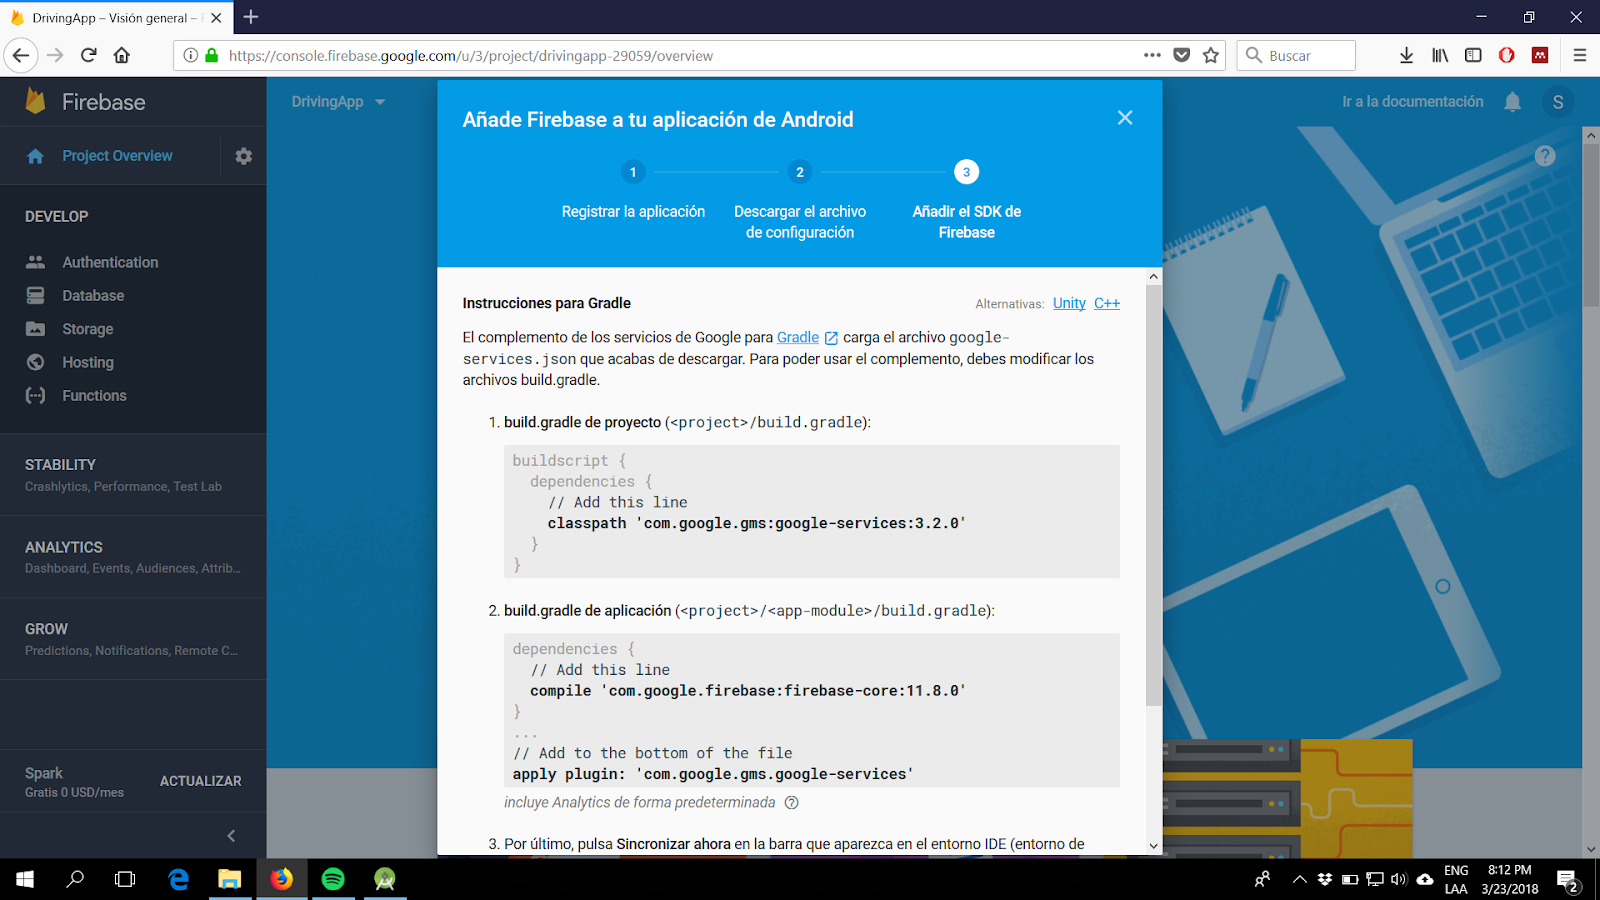 DrivingApp – Visión general –
https://console.firebase.google.com/u/3/project/drivingapp-29059/overview
Buscar
Firebase
DrivingApp
Ir a la documentación
S
Project Overview
?
DEVELOP
Authentication
Database
Storage
Hosting
Functions
STABILITY
Crashlytics, Performance, Test Lab
ANALYTICS
Dashboard, Events, Audiences, Attrib...
GROW
Predictions, Notifications, Remote C...
Spark
Gratis 0 USD/mes
ACTUALIZAR
Añade Firebase a tu aplicación de Android
1
2
3
Registrar la aplicación
Descargar el archivo
de configuración
Añadir el SDK de
Firebase
Instrucciones para Gradle
Alternativas: Unity C++
El complemento de los servicios de Google para Gradle carga el archivo google-
services.json que acabas de descargar. Para poder usar el complemento, debes modificar los
archivos build.gradle.
1. build.gradle de proyecto (<project>/build.gradle):
buildscript {
dependencies {
// Add this line
classpath 'com.google.gms:google-services:3.2.0'
}
}
2. build.gradle de aplicación (<project>/<app-module>/build.gradle):
dependencies {
// Add this line
compile 'com.google.firebase:firebase-core:11.8.0'
}
...
// Add to the bottom of the file
apply plugin: 'com.google.gms.google-services'
incluye Analytics de forma predeterminada ?
3. Por último, pulsa Sincronizar ahora en la barra que aparezca en el entorno IDE (entorno de
ENG
LAA
8:12 PM
3/23/2018
2